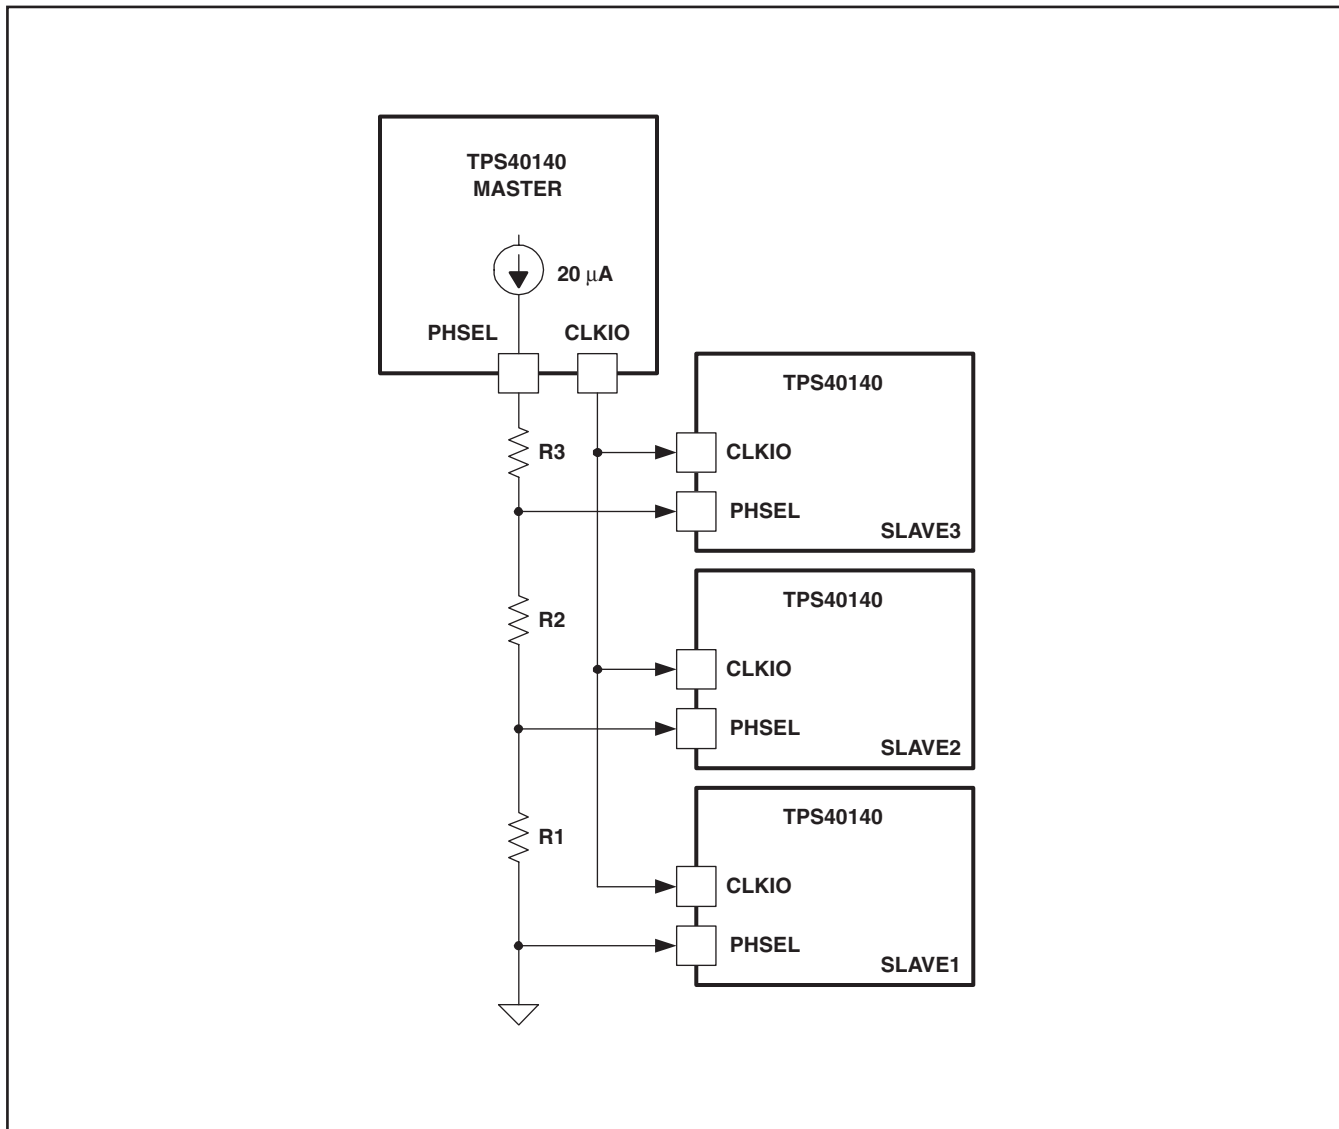 TPS40140
MASTER
20 μA
PHSEL
CLKIO
TPS40140
R3
CLKIO
PHSEL
SLAVE3
TPS40140
R2
CLKIO
PHSEL
SLAVE2
TPS40140
R1
CLKIO
PHSEL
SLAVE1